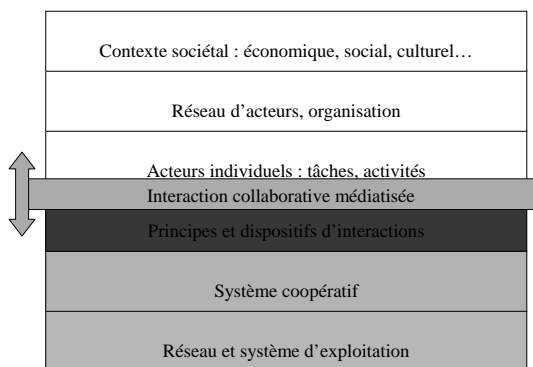 Contexte sociétal : économique, social, culturel…
Réseau d’acteurs, organisation
Acteurs individuels : tâches, activités
Interaction collaborative médiatisée
Principes et dispositifs d’interactions
Système coopératif
Réseau et système d’exploitation